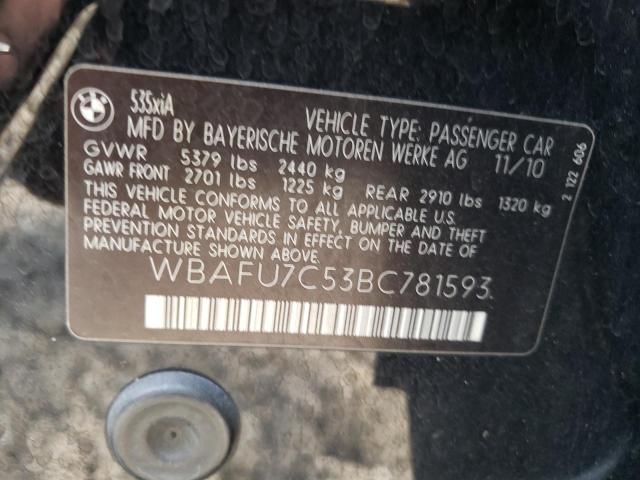 535xiA
VEHICLE TYPE: PASSENGER CAR
MFD BY BAYERISCHE MOTOREN WERKE AG 11/10
GVWR 5379 lbs 2440 kg
GAWR FRONT 2701 lbs 1225 kg REAR 2910 lbs 1320 kg
THIS VEHICLE CONFORMS TO ALL APPLICABLE U.S.
FEDERAL MOTOR VEHICLE SAFETY, BUMPER AND THEFT
PREVENTION STANDARDS IN EFFECT ON THE DATE OF
MANUFACTURE SHOWN ABOVE.
WBAFU7C53BC781593
2 122 606